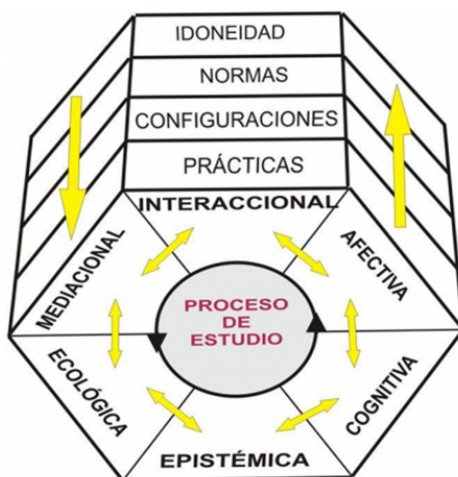 IDONEIDAD
NORMAS
CONFIGURACIONES
PRÁCTICAS
INTERACCIONAL
MEDIACIONAL
AFECTIVA
PROCESO
DE
ESTUDIO
ECOLÓGICA
COGNITIVA
EPISTÉMICA